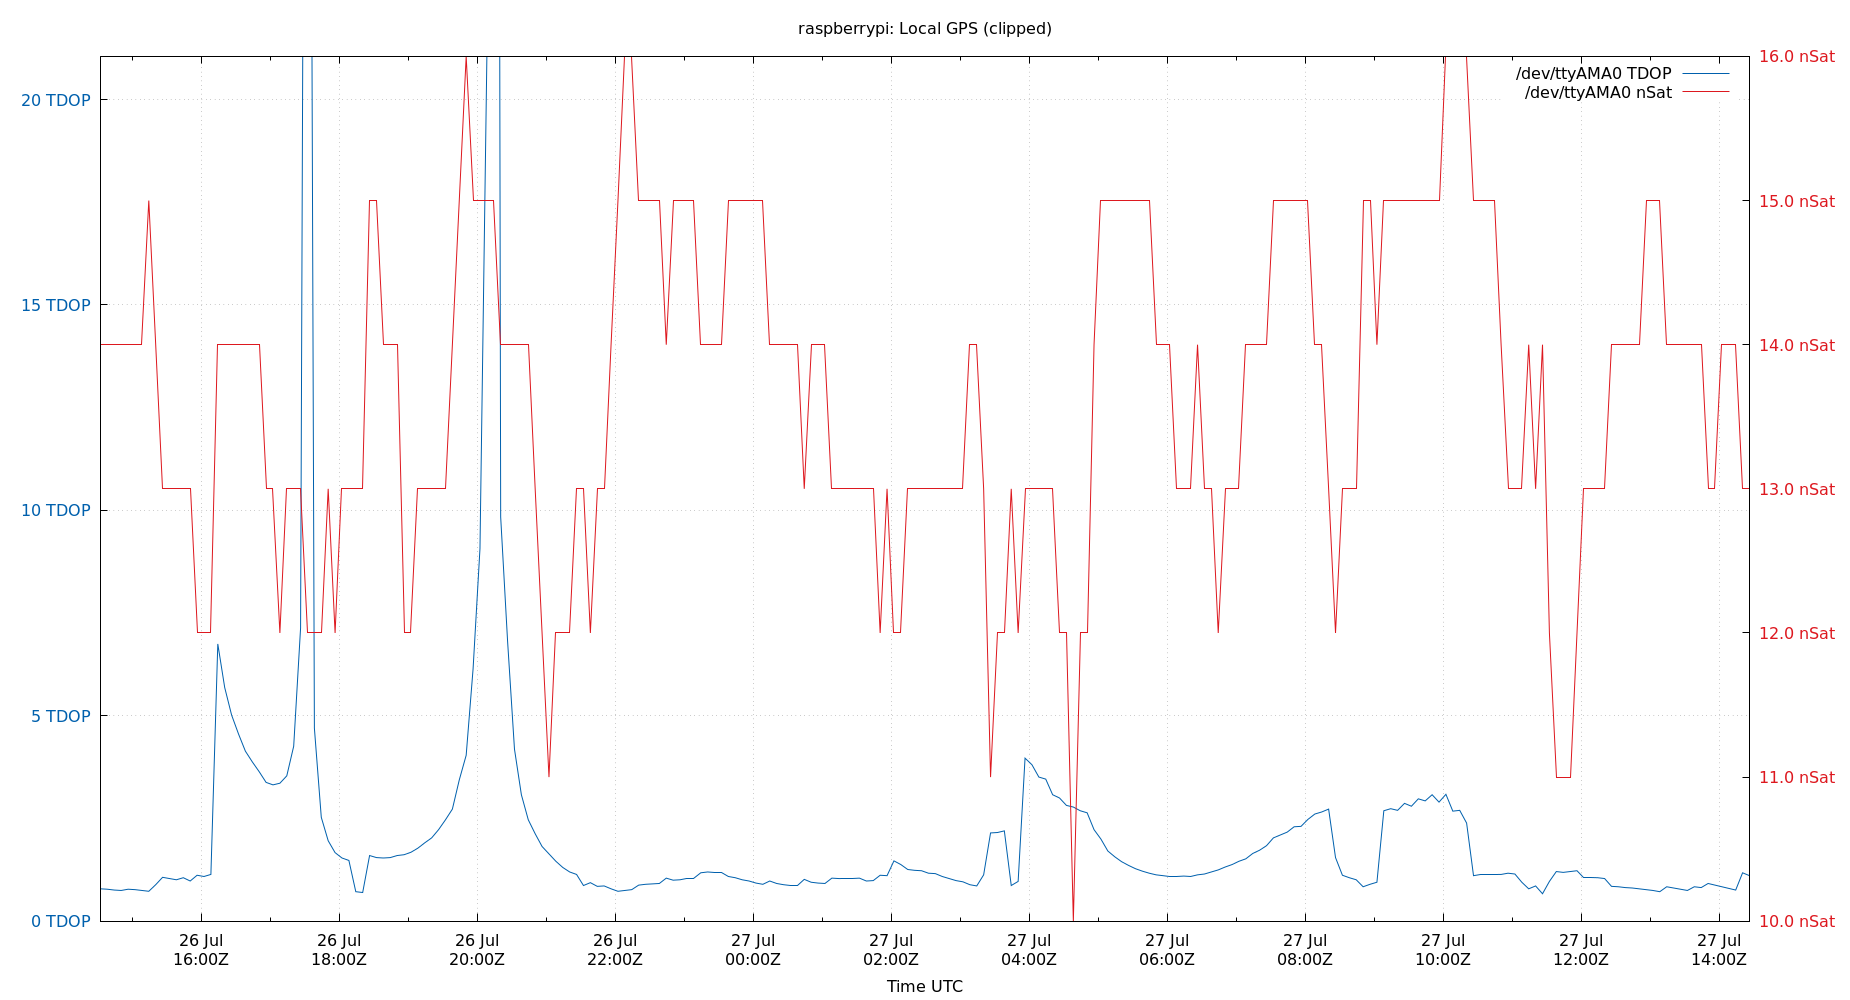 raspberrypi: Local GPS (clipped)
/dev/ttyAMA0 TDOP
/dev/ttyAMA0 nSat
20 TDOP
15 TDOP
10 TDOP
5 TDOP
0 TDOP
16.0 nSat
15.0 nSat
14.0 nSat
13.0 nSat
12.0 nSat
11.0 nSat
10.0 nSat
26 Jul
16:00Z
26 Jul
18:00Z
26 Jul
20:00Z
26 Jul
22:00Z
27 Jul
00:00Z
27 Jul
02:00Z
27 Jul
04:00Z
27 Jul
06:00Z
27 Jul
08:00Z
27 Jul
10:00Z
27 Jul
12:00Z
27 Jul
14:00Z
Time UTC